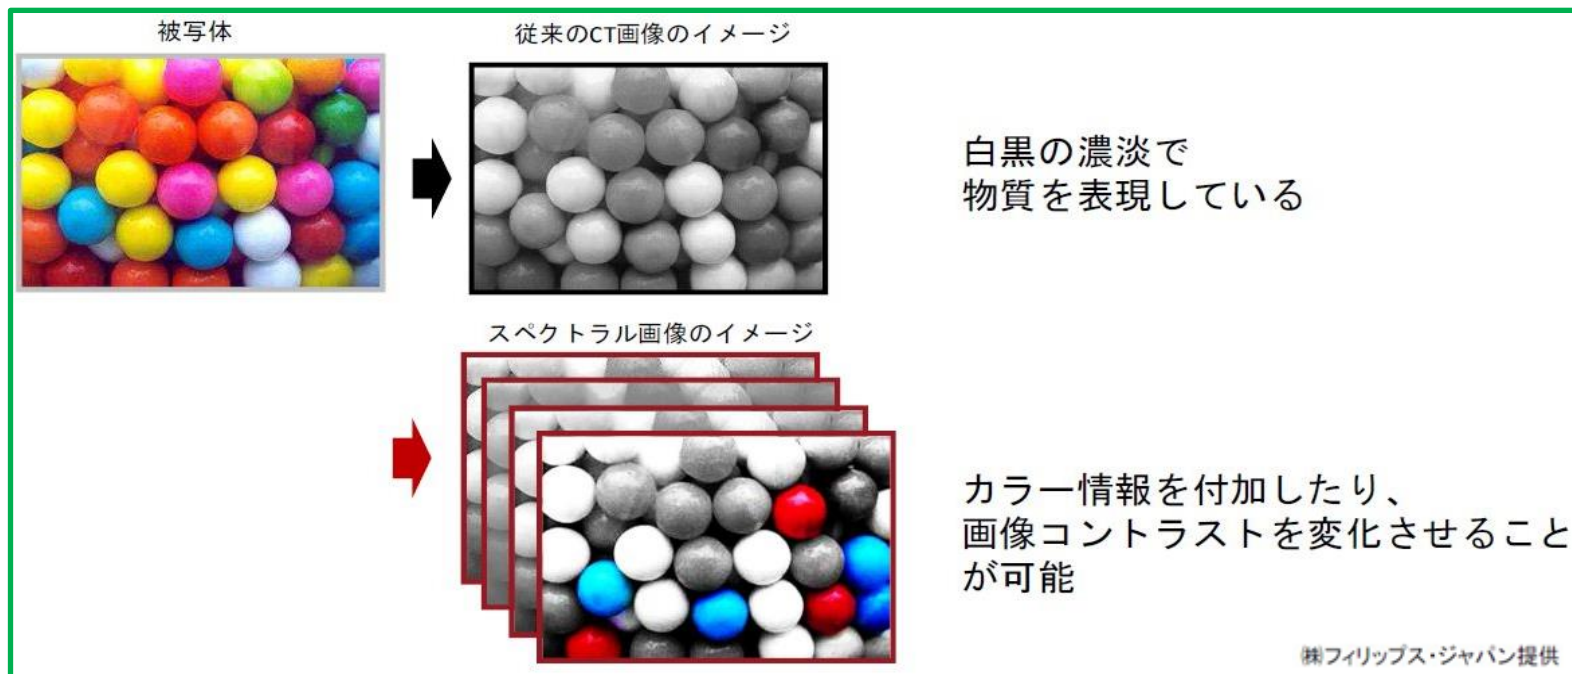 被写体
従来のCT画像のイメージ
白黒の濃淡で
物質を表現している
スペクトラル画像のイメージ
カラー情報を付加したり、
画像コントラストを変化させること
が可能
㈱フィリップス・ジャパン提供